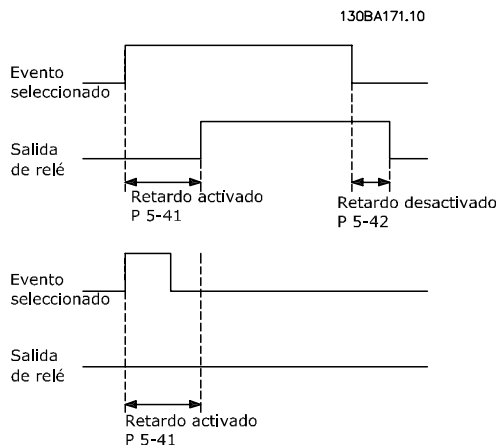 130BA171.10
Evento
seleccionado
Salida
de relé
Retardo activado
P 5-41
Retardo desactivado
P 5-42
Evento
seleccionado
Salida
de relé
Retardo activado
P 5-41